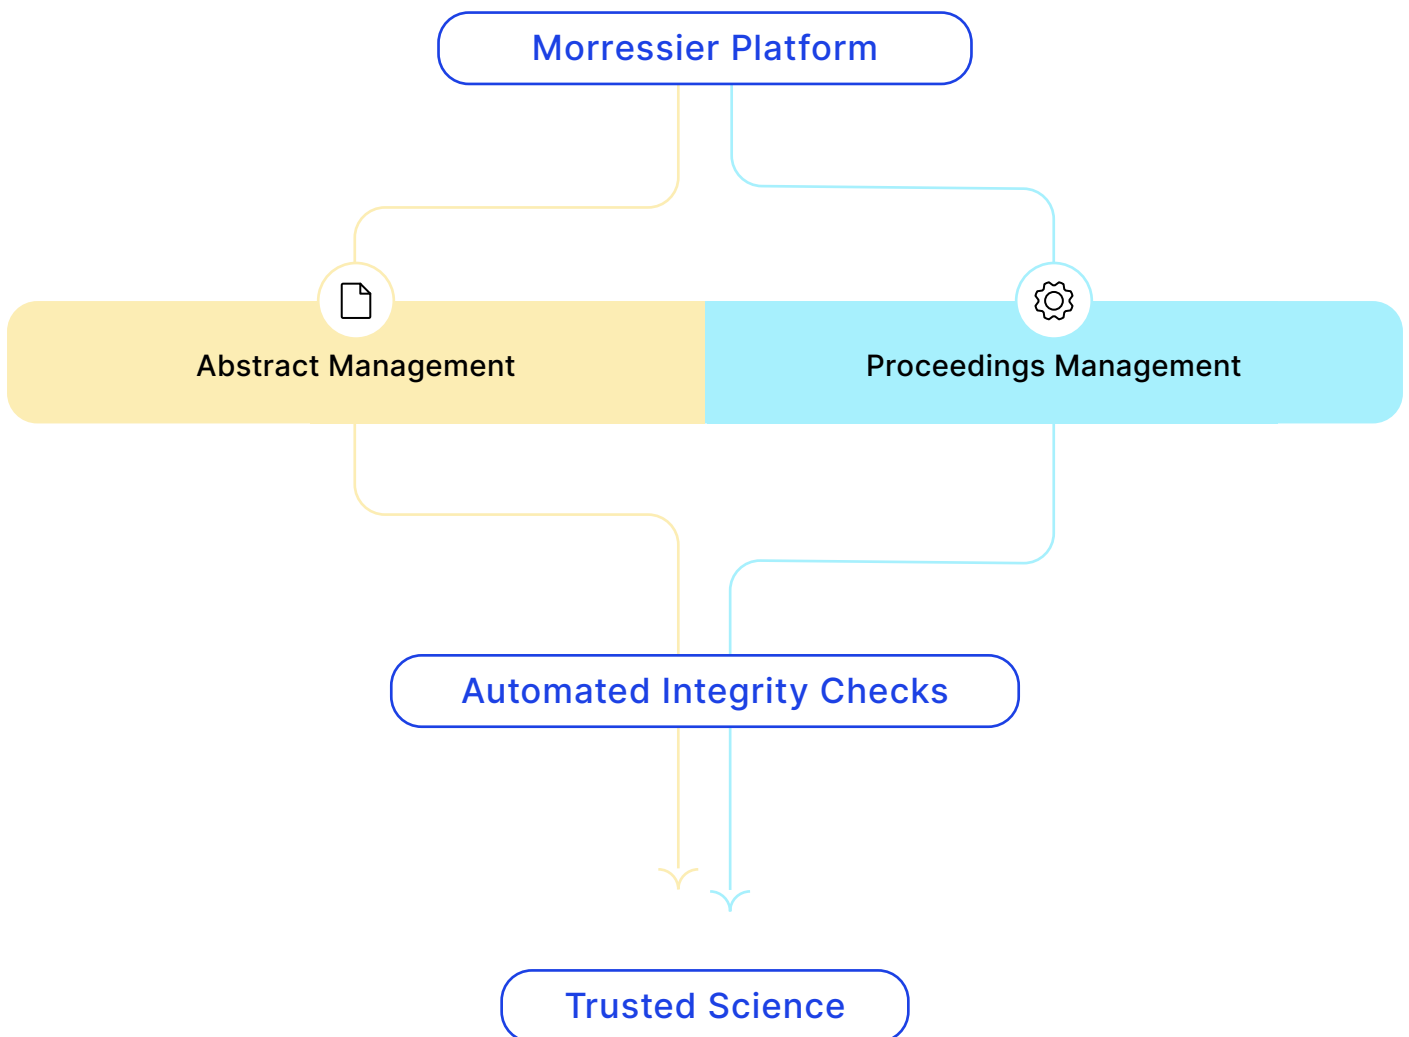 Morressier Platform
Abstract Management
Proceedings Management
Automated Integrity Checks
Trusted Science